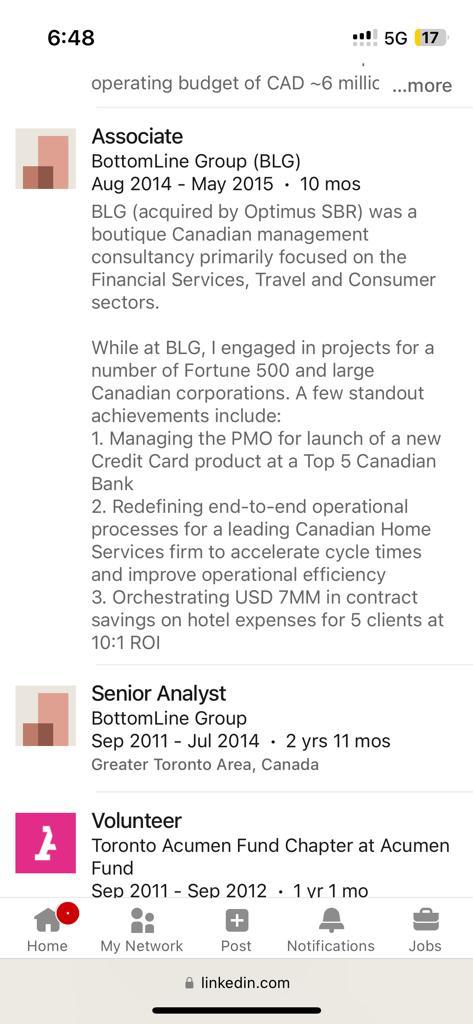 6:48
5G 17
operating budget of CAD ~6 millic ...more
Associate
BottomLine Group (BLG)
Aug 2014 - May 2015 · 10 mos
BLG (acquired by Optimus SBR) was a
boutique Canadian management
consultancy primarily focused on the
Financial Services, Travel and Consumer
sectors.
While at BLG, I engaged in projects for a
number of Fortune 500 and large
Canadian corporations. A few standout
achievements include:
1. Managing the PMO for launch of a new
Credit Card product at a Top 5 Canadian
Bank
2. Redefining end-to-end operational
processes for a leading Canadian Home
Services firm to accelerate cycle times
and improve operational efficiency
3. Orchestrating USD 7MM in contract
savings on hotel expenses for 5 clients at
10:1 ROI
Senior Analyst
BottomLine Group
Sep 2011 - Jul 2014 · 2 yrs 11 mos
Greater Toronto Area, Canada
Volunteer
Toronto Acumen Fund Chapter at Acumen
Fund
Sep 2011 - Sep 2012 · 1 yr 1 mo
Home My Network Post Notifications Jobs
linkedin.com